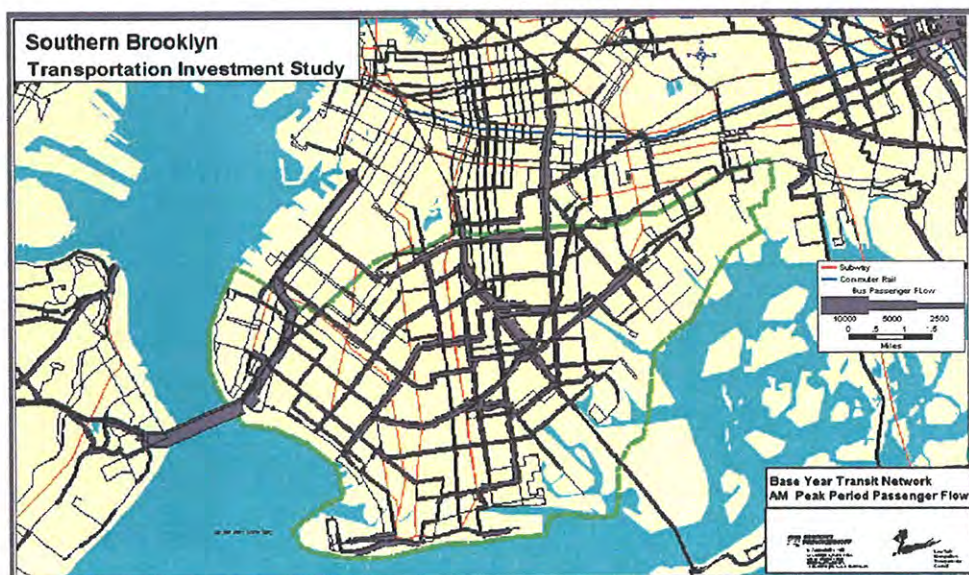 Southern Brooklyn
Transportation Investment Study
Subway
Commuter Rail
Bus Passenger FLow
10000 5000 2500
0 .5 1 1.5
Miles
Base Year Transit Network
AM Peak Period Passenger Flow